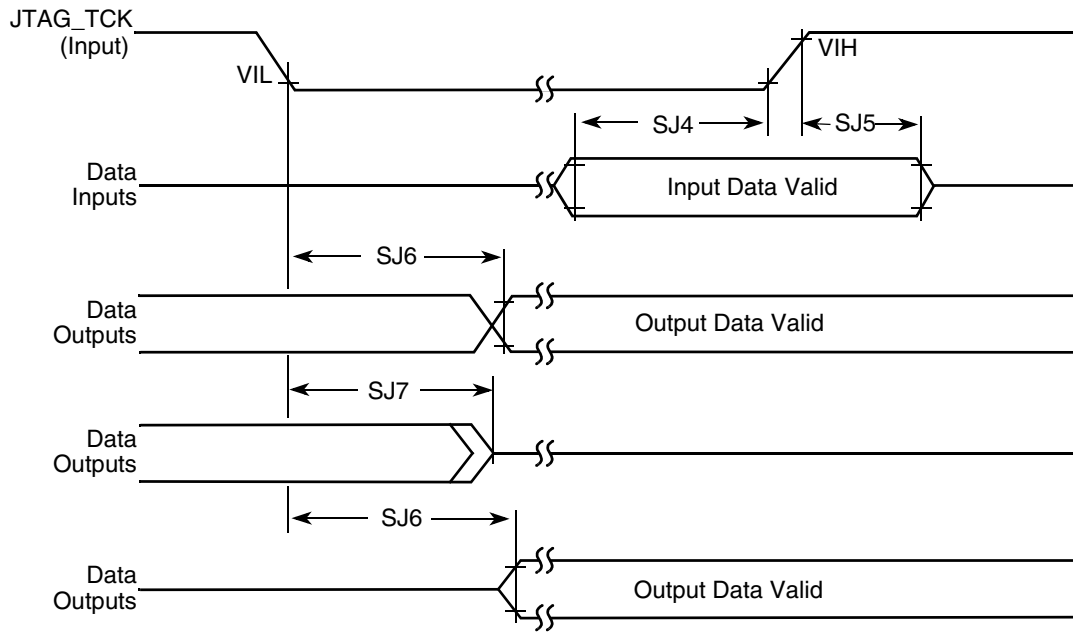 JTAG_TCK
(Input)
VIL
VIH
SJ4
SJ5
Data
Inputs
Input Data Valid
SJ6
Data
Outputs
Output Data Valid
SJ7
Data
Outputs
SJ6
Data
Outputs
Output Data Valid